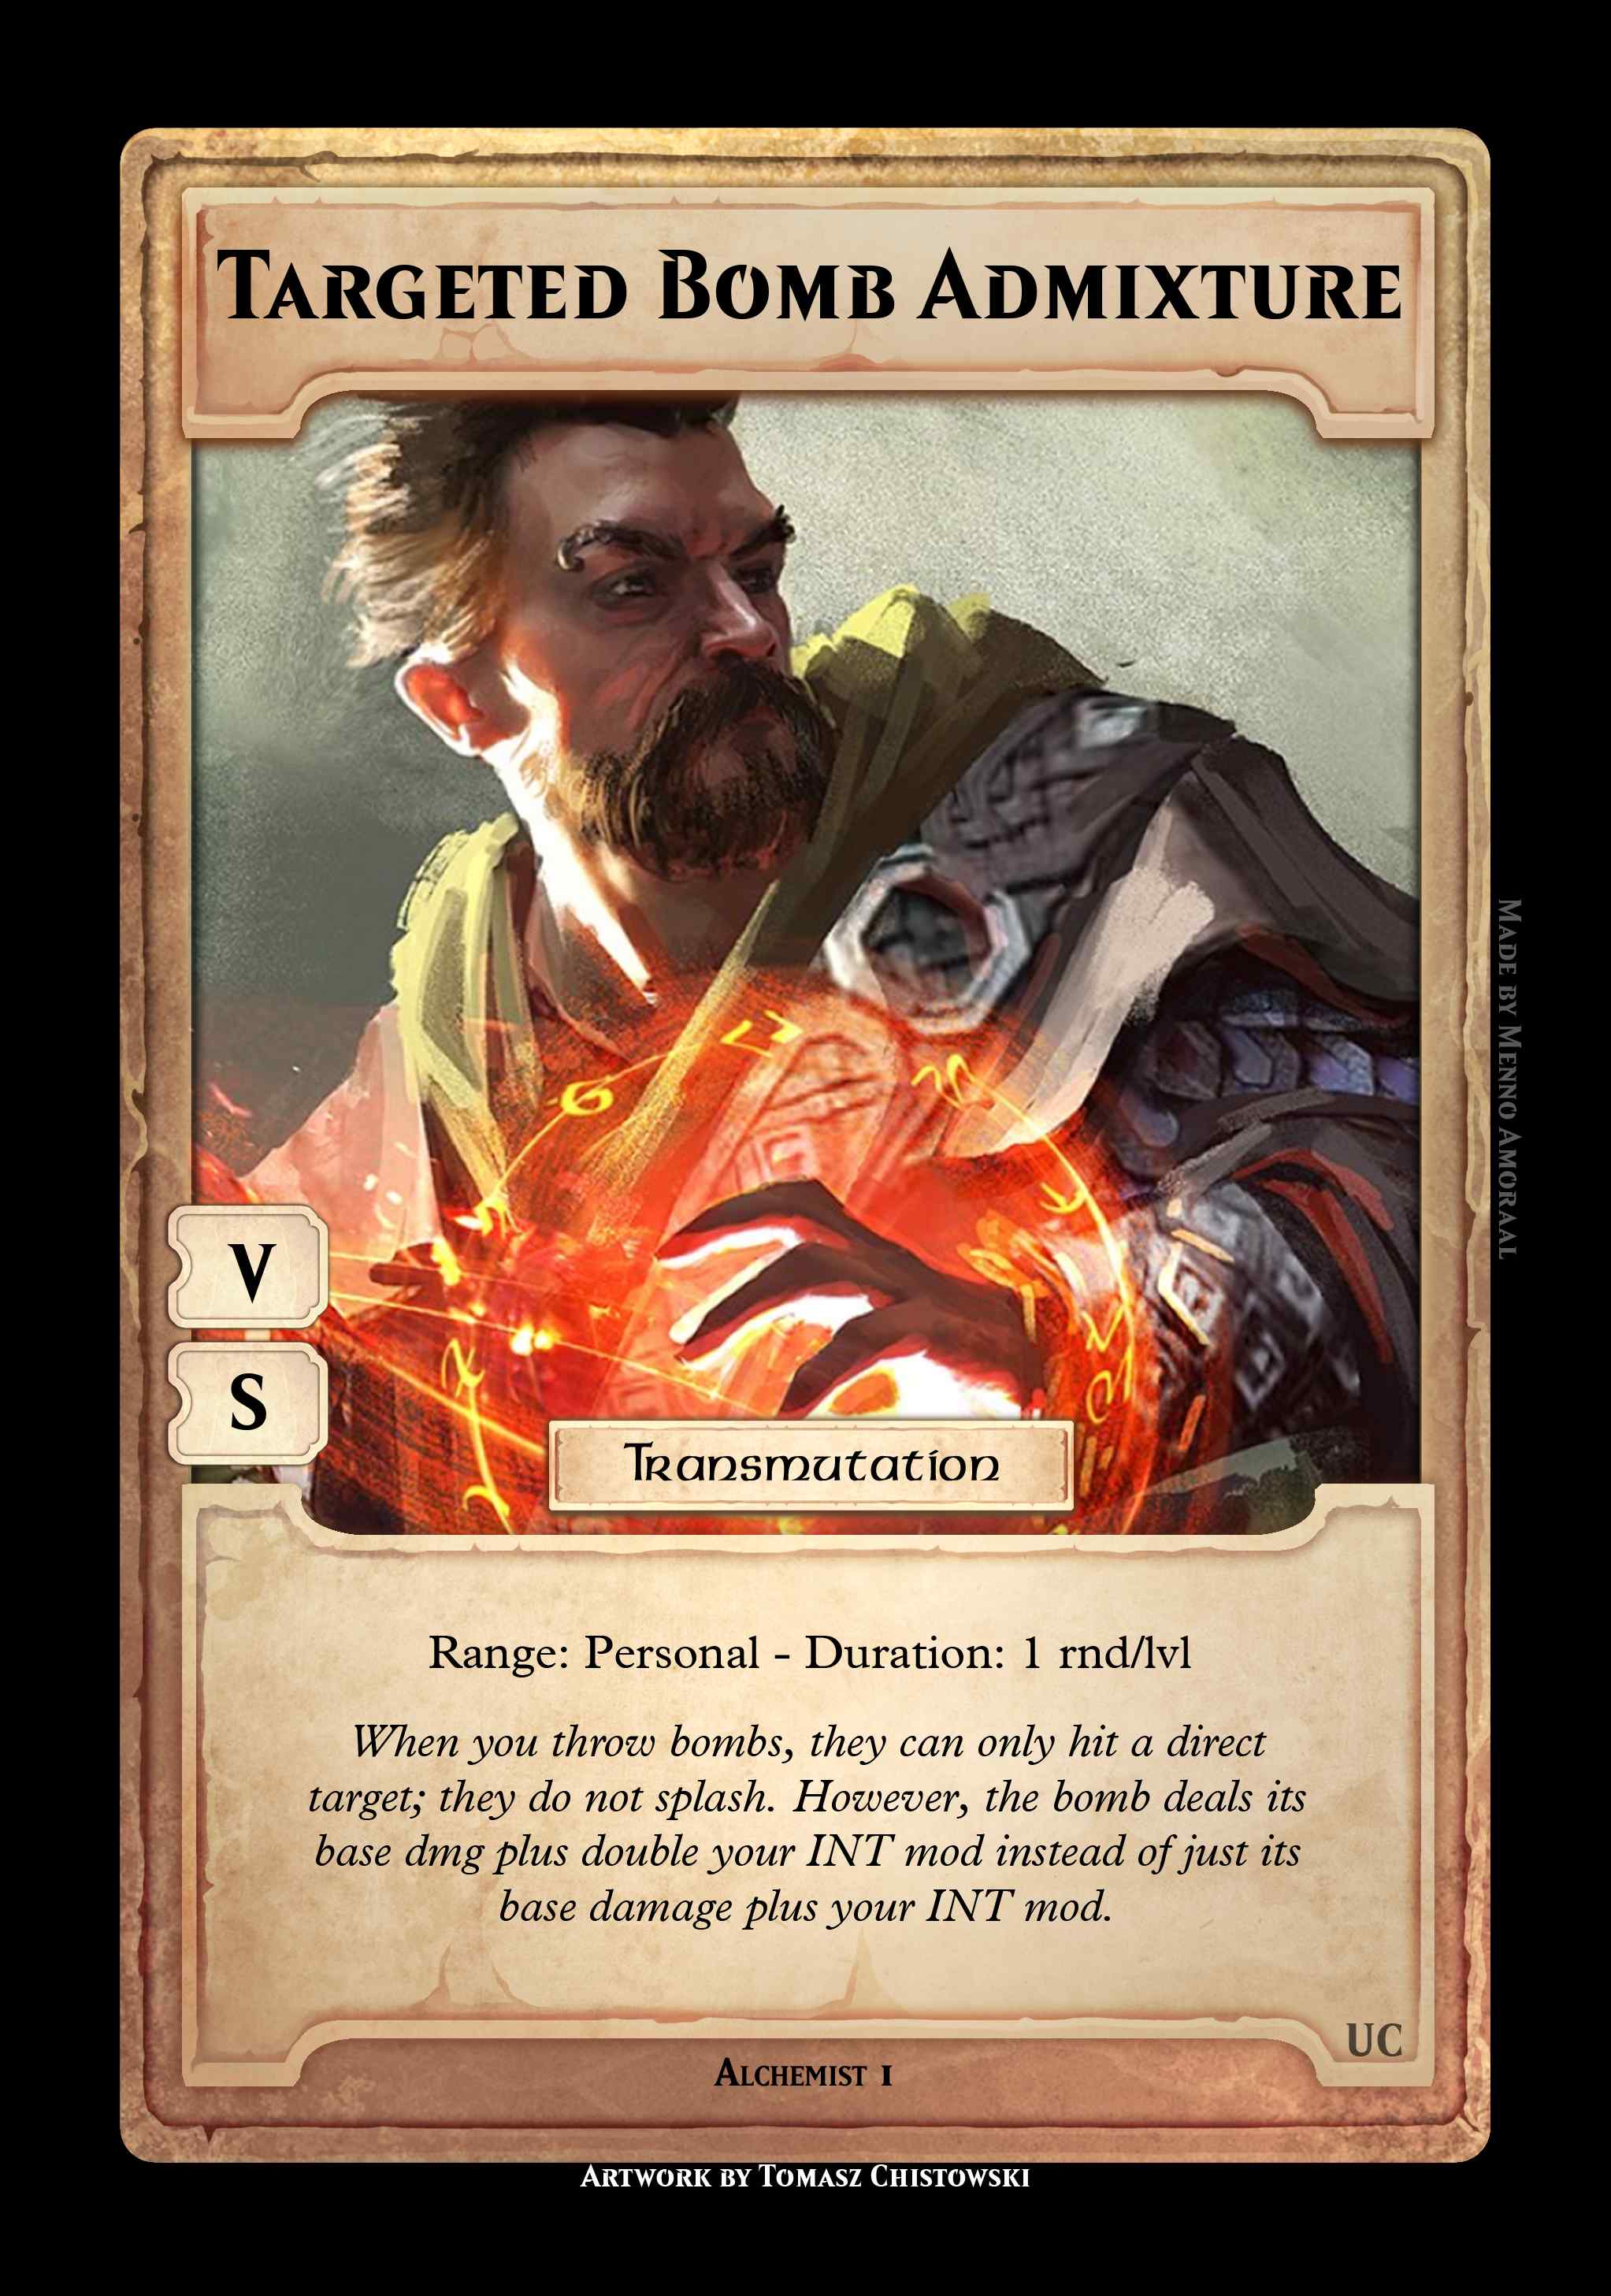 Targeted Bomb Admixture
V
S
Transmutation
Range: Personal - Duration: 1 rnd/lvl
When you throw bombs, they can only hit a direct
target; they do not splash. However, the bomb deals its
base dmg plus double your INT mod instead of just its
base damage plus your INT mod.
UC
Alchemist 1
Artwork by Tomasz Chistowski
Made by Menno Amoraal